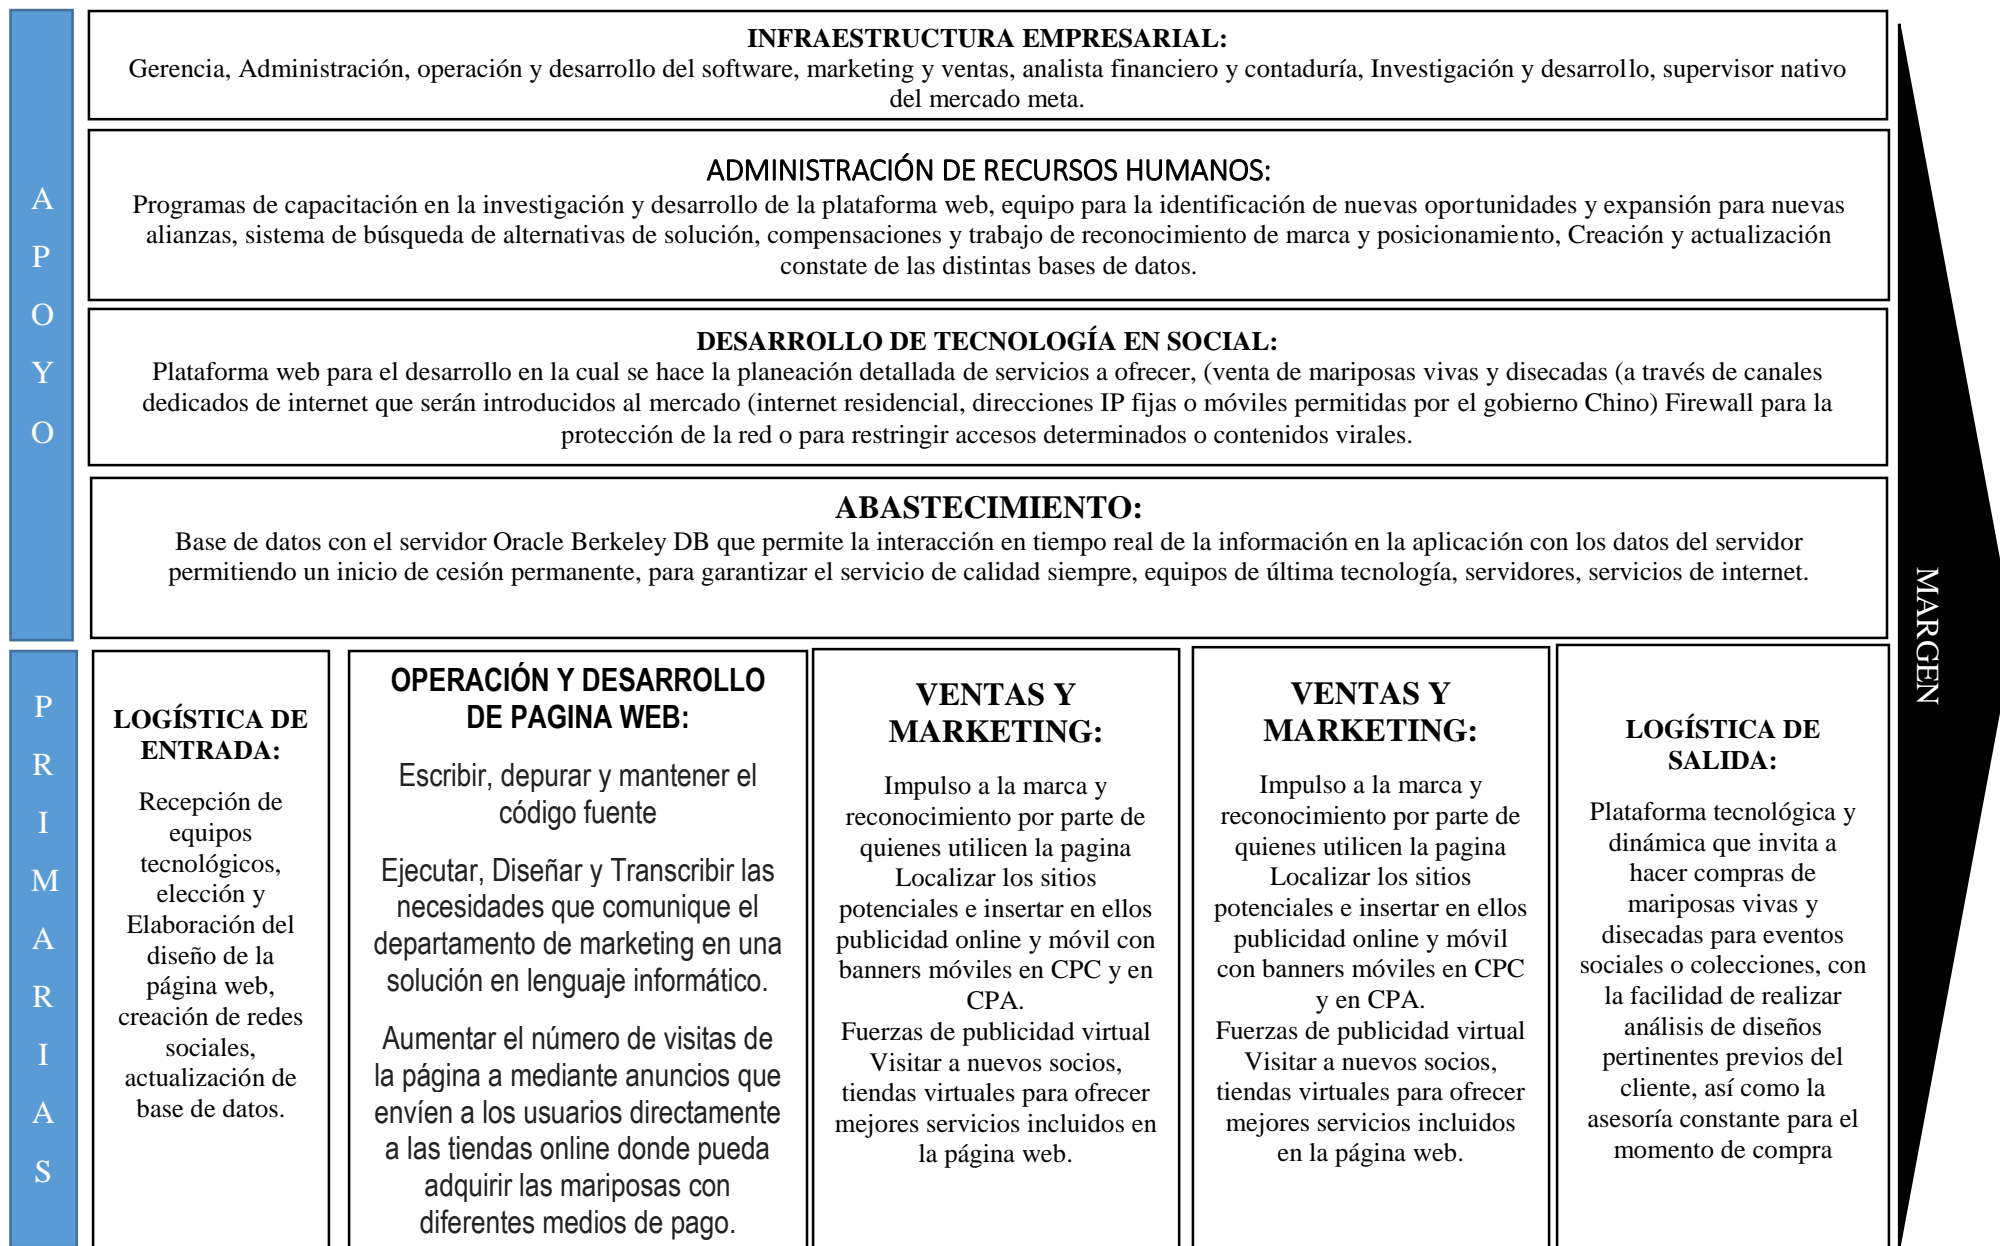 APOYO
INFRAESTRUCTURA EMPRESARIAL:
Gerencia, Administración, operación y desarrollo del software, marketing y ventas, analista financiero y contaduría, Investigación y desarrollo, supervisor nativo
del mercado meta.
ADMINISTRACIÓN DE RECURSOS HUMANOS:
Programas de capacitación en la investigación y desarrollo de la plataforma web, equipo para la identificación de nuevas oportunidades y expansión para nuevas
alianzas, sistema de búsqueda de alternativas de solución, compensaciones y trabajo de reconocimiento de marca y posicionamiento, Creación y actualización
constate de las distintas bases de datos.
DESARROLLO DE TECNOLOGÍA EN SOCIAL:
Plataforma web para el desarrollo en la cual se hace la planeación detallada de servicios a ofrecer, (venta de mariposas vivas y disecadas (a través de canales
dedicados de internet que serán introducidos al mercado (internet residencial, direcciones IP fijas o móviles permitidas por el gobierno Chino) Firewall para la
protección de la red o para restringir accesos determinados o contenidos virales.
ABASTECIMIENTO:
Base de datos con el servidor Oracle Berkeley DB que permite la interacción en tiempo real de la información en la aplicación con los datos del servidor
permitiendo un inicio de cesión permanente, para garantizar el servicio de calidad siempre, equipos de última tecnología, servidores, servicios de internet.
MARGEN
PRIMARIAS
LOGÍSTICA DE
ENTRADA:
Recepción de
equipos
tecnológicos,
elección y
Elaboración del
diseño de la
página web,
creación de redes
sociales,
actualización de
base de datos.
OPERACIÓN Y DESARROLLO
DE PAGINA WEB:
Escribir, depurar y mantener el
código fuente
Ejecutar, Diseñar y Transcribir las
necesidades que comunique el
departamento de marketing en una
solución en lenguaje informático.
Aumentar el número de visitas de
la página a mediante anuncios que
envíen a los usuarios directamente
a las tiendas online donde pueda
adquirir las mariposas con
diferentes medios de pago.
VENTAS Y
MARKETING:
Impulso a la marca y
reconocimiento por parte de
quienes utilicen la pagina
Localizar los sitios
potenciales e insertar en ellos
publicidad online y móvil con
banners móviles en CPC y en
CPA.
Fuerzas de publicidad virtual
Visitar a nuevos socios,
tiendas virtuales para ofrecer
mejores servicios incluidos en
la página web.
VENTAS Y
MARKETING:
Impulso a la marca y
reconocimiento por parte de
quienes utilicen la pagina
Localizar los sitios
potenciales e insertar en ellos
publicidad online y móvil
con banners móviles en CPC
y en CPA.
Fuerzas de publicidad virtual
Visitar a nuevos socios,
tiendas virtuales para ofrecer
mejores servicios incluidos
en la página web.
LOGÍSTICA DE
SALIDA:
Plataforma tecnológica y
dinámica que invita a
hacer compras de
mariposas vivas y
disecadas para eventos
sociales o colecciones, con
la facilidad de realizar
análisis de diseños
pertinentes previos del
cliente, así como la
asesoría constante para el
momento de compra